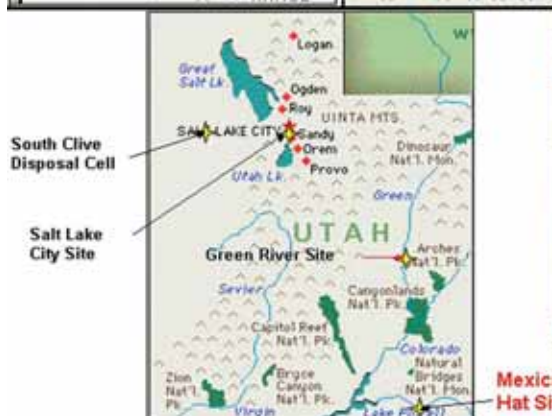 Logan
Great
Salt Lk.
Ogden
Roy
UINTA MTS.
SALT LAKE CITY
Sandy
South Clive
Disposal Cell
Orem
Dinosaur
Nat'l. Mon.
Provo
Utah Lk.
Green
Salt Lake
City Site
UTAH
Green River Site
Arches
Nat'l. Pk.
Canyonlands
Nat'l. Pk.
Sevier
Capitol Reef
Nat'l. Pk.
Colorado
Natural
Bridges
Nat'l. Mon.
Zion
Nat'l.
Pk.
Bryce
Canyon
Nat'l. Pk.
Mexic
Hat Si
Virgin
Lake